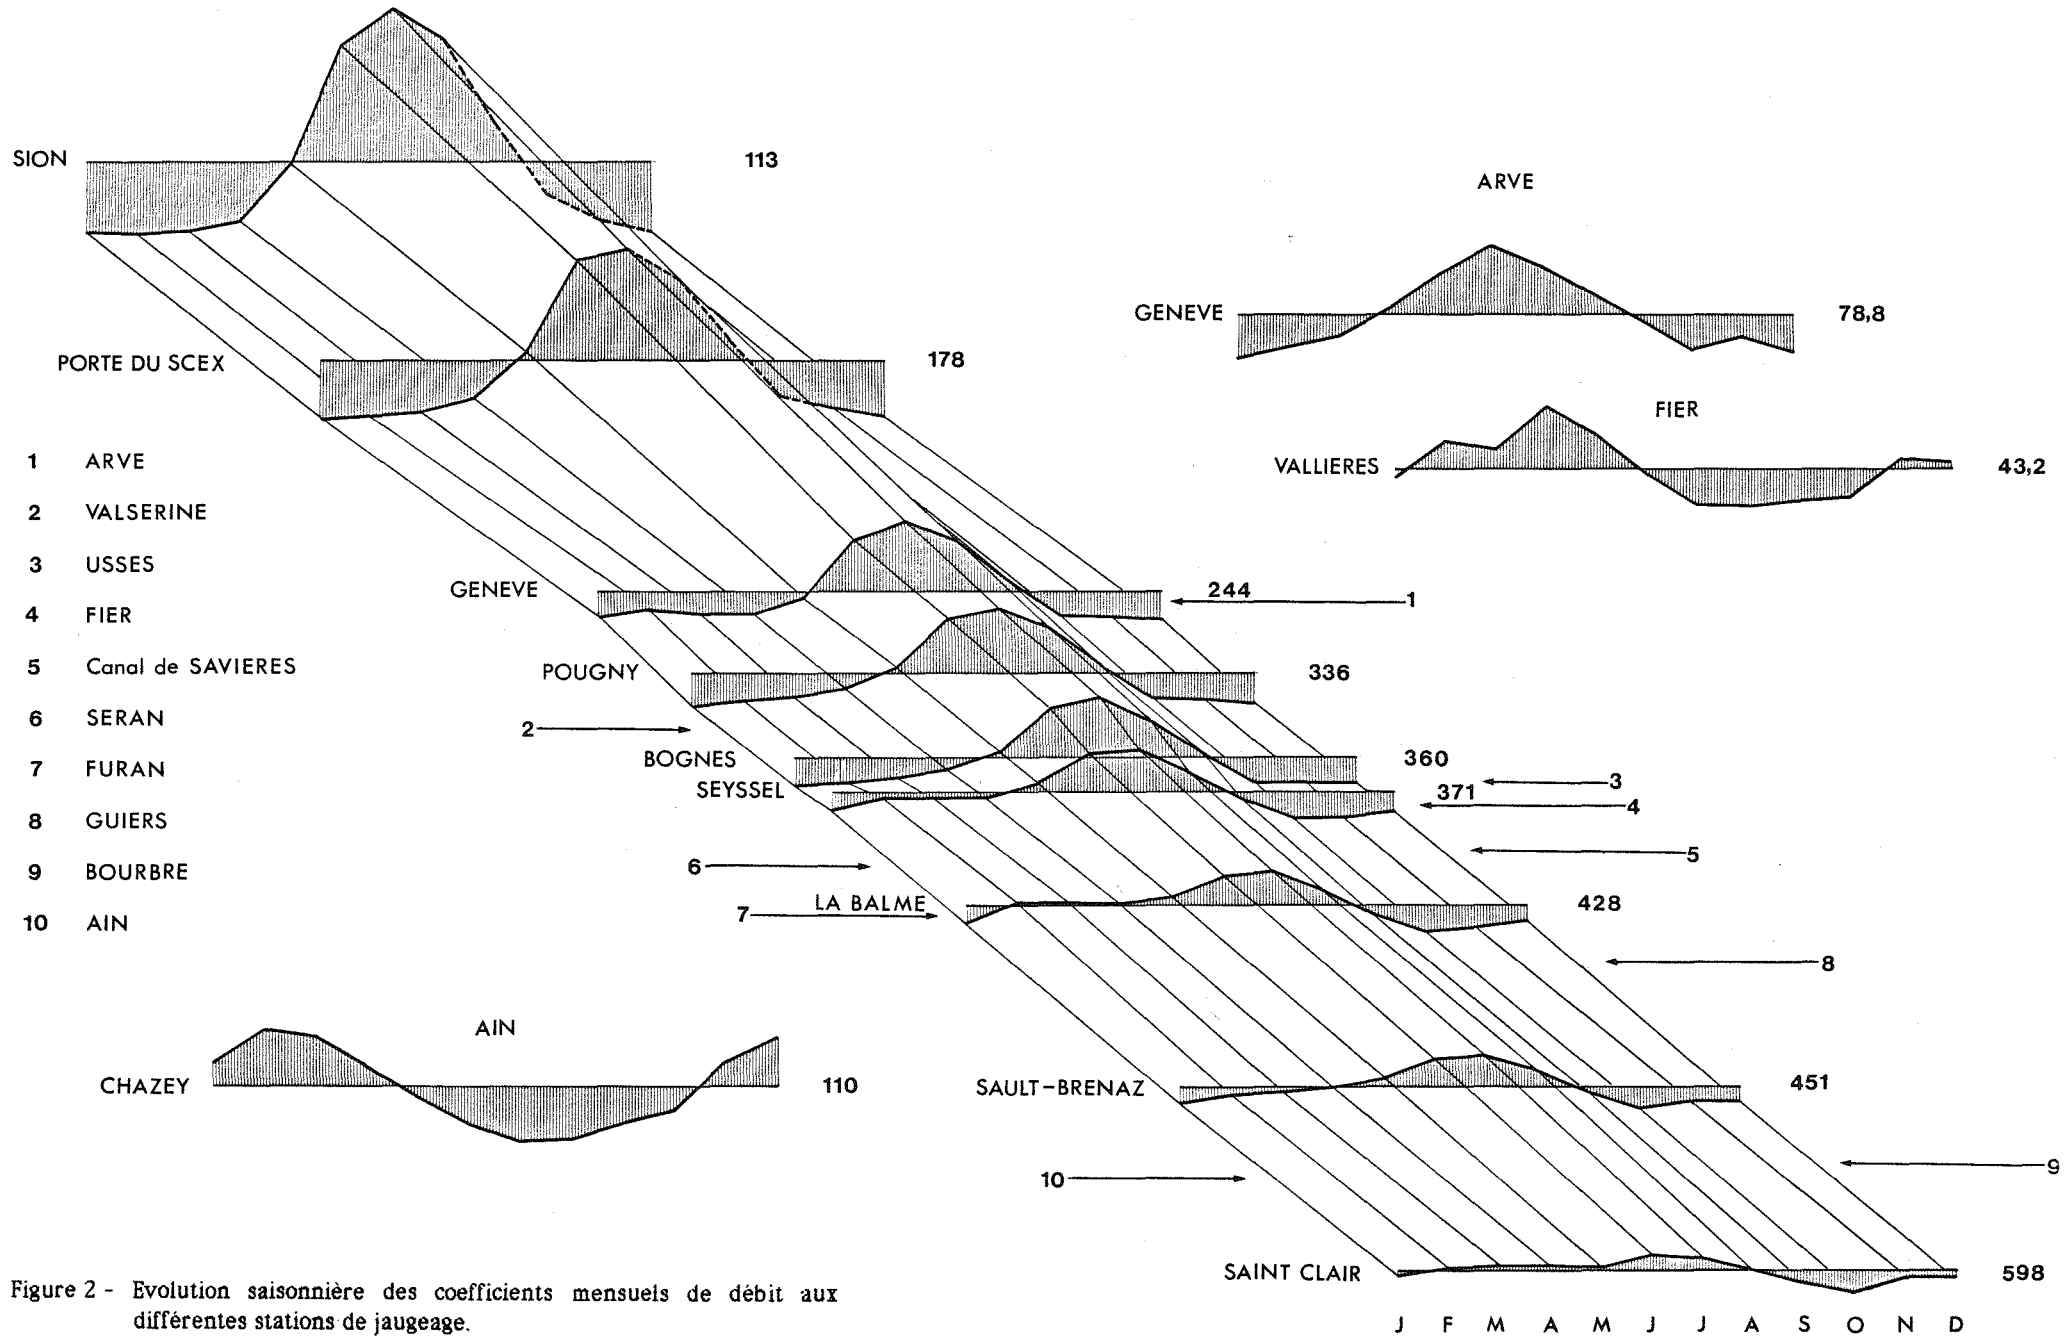 SION
113
ARVE
GENEVE
78,8
PORTE DU SCEX
178
FIER
VALLIERES
43,2
1 ARVE
2 VALSERINE
3 USSES
4 FIER
5 Canal de SAVIERES
6 SERAN
7 FURAN
8 GUIERS
9 BOURBRE
10 AIN
GENEVE
244
1
POUGNY
336
2
BOGNES
360
3
SEYSSEL
371
4
5
6
LA BALME
428
7
8
AIN
CHAZEY
110
SAULT-BRENAZ
451
9
10
SAINT CLAIR
598
J F M A M J J A S O N D
Figure 2 - Evolution saisonnière des coefficients mensuels de débit aux
différentes stations de jaugeage.